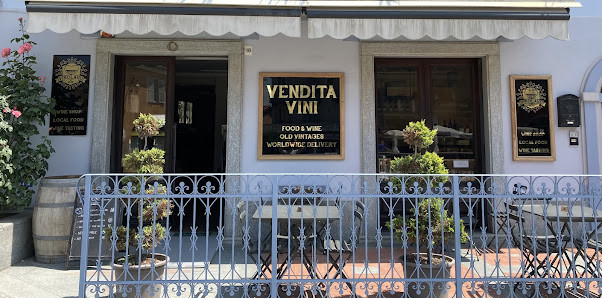 WINE SHOP
LOCAL FOOD
WINE TASTING
VENDITA
VINI
FOOD & WINE
OLD VINTAGES
WORLDWIDE DELIVERY
WINE SHOP
LOCAL FOOD
WINE TASTING